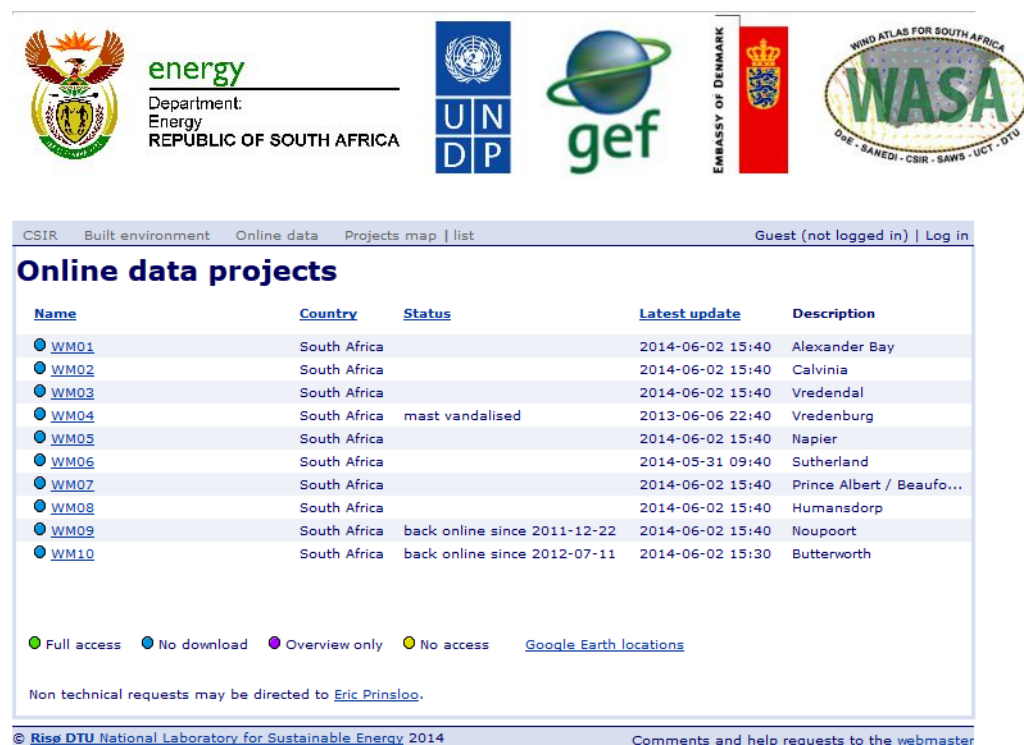 energy
Department:
Energy
REPUBLIC OF SOUTH AFRICA
UN
DP
gef
EMBASSY OF DENMARK
WIND ATLAS FOR SOUTH AFRICA
WASA
DoE - SANEDI - CSIR - SAWS - UCT - DTU
CSIR Built environment Online data Projects map | list Guest (not logged in) | Log in
Online data projects
Name Country Status Latest update Description
WM01 South Africa 2014-06-02 15:40 Alexander Bay
WM02 South Africa 2014-06-02 15:40 Calvinia
WM03 South Africa 2014-06-02 15:40 Vredendal
WM04 South Africa mast vandalised 2013-06-06 22:40 Vredenburg
WM05 South Africa 2014-06-02 15:40 Napier
WM06 South Africa 2014-05-31 09:40 Sutherland
WM07 South Africa 2014-06-02 15:40 Prince Albert / Beaufo...
WM08 South Africa 2014-06-02 15:40 Humansdorp
WM09 South Africa back online since 2011-12-22 2014-06-02 15:40 Noupoort
WM10 South Africa back online since 2012-07-11 2014-06-02 15:30 Butterworth
Full access No download Overview only No access Google Earth locations
Non technical requests may be directed to Eric Prinsloo.
© Risø DTU National Laboratory for Sustainable Energy 2014 Comments and help requests to the webmaster